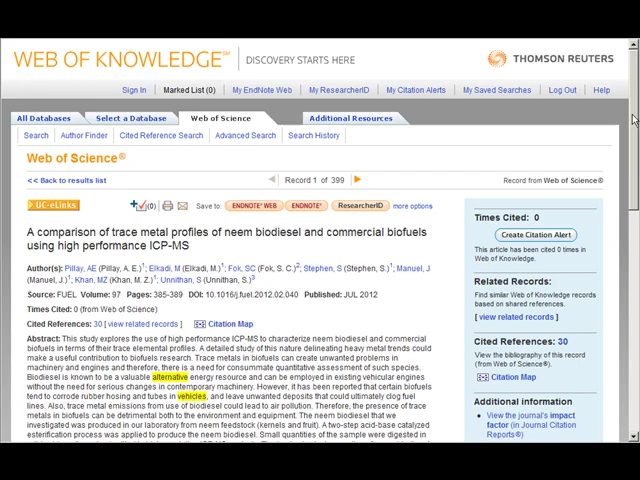 WEB OF KNOWLEDGE℠ DISCOVERY STARTS HERE THOMSON REUTERS
Sign In Marked List (0) My EndNote Web My ResearcherID My Citation Alerts My Saved Searches Log Out Help
All Databases Select a Database Web of Science Additional Resources
Search Author Finder Cited Reference Search Advanced Search Search History
Web of Science®
<< Back to results list Record 1 of 399 Record from Web of Science®
UC-eLinks (0) Save to: ENDNOTE® WEB ENDNOTE® ResearcherID more options
A comparison of trace metal profiles of neem biodiesel and commercial biofuels
using high performance ICP-MS
Author(s): Pillay, AE (Pillay, A. E.)1; Elkadi, M (Elkadi, M.)1; Fok, SC (Fok, S. C.)2; Stephen, S (Stephen, S.)1; Manuel, J
(Manuel, J.)1; Khan, MZ (Khan, M. Z.)1; Unnithan, S (Unnithan, S.)3
Source: FUEL Volume: 97 Pages: 385-389 DOI: 10.1016/j.fuel.2012.02.040 Published: JUL 2012
Times Cited: 0 (from Web of Science)
Cited References: 30 [ view related records ] Citation Map
Abstract: This study explores the use of high performance ICP-MS to characterize neem biodiesel and commercial
biofuels in terms of their trace elemental profiles. A detailed study of this nature delineating heavy metal trends could
make a useful contribution to biofuels research. Trace metals in biofuels can create unwanted problems in
machinery and engines and therefore, there is a need for consummate quantitative assessment of such species.
Biodiesel is known to be a valuable alternative energy resource and can be employed in existing vehicular engines
without the need for serious changes in contemporary machinery. However, it has been reported that certain biofuels
tend to corrode rubber hosing and tubes in vehicles, and leave unwanted deposits that could ultimately clog fuel
lines. Also, trace metal emissions from use of biodiesel could lead to air pollution. Therefore, the presence of trace
metals in biofuels can be detrimental both to the environment and equipment. The neem biodiesel that we
investigated was produced in our laboratory from neem feedstock (kernels and fruit). A two-step acid-base catalyzed
esterification process was applied to produce the neem biodiesel. Small quantities of the sample were digested in
Times Cited: 0
Create Citation Alert
This article has been cited 0 times in
Web of Knowledge.
Related Records:
Find similar Web of Knowledge records
based on shared references.
[ view related records ]
Cited References: 30
View the bibliography of this record
(from Web of Science®).
Citation Map
Additional information
View the journal's impact
factor (in Journal Citation
Reports®)